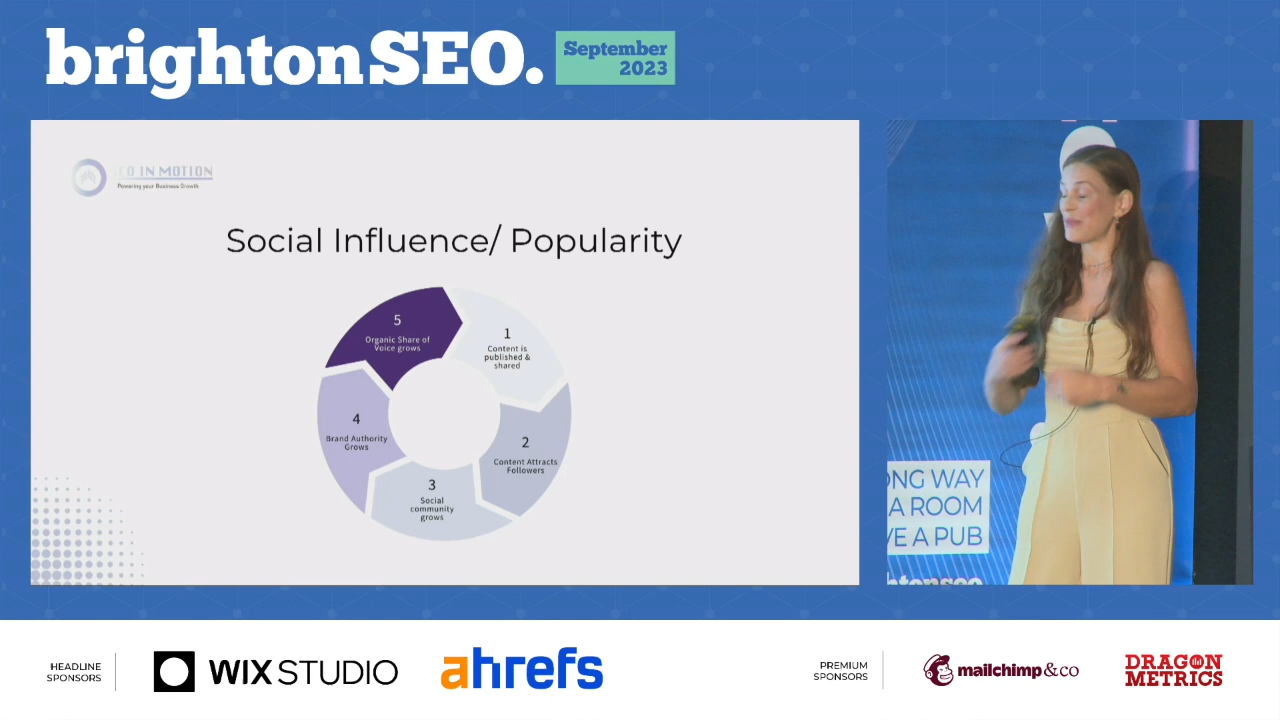 brightonSEO.
September
2023
EO IN MOTION
Powering your Business Growth
Social Influence/ Popularity
1
Content is
published &
shared
2
Content Attracts
Followers
3
Social
community
grows
4
Brand Authority
Grows
5
Organic Share of
Voice grows
ONG WAY
A ROOM
VE A PUB
HEADLINE
SPONSORS
WIX STUDIO
ahrefs
PREMIUM
SPONSORS
mailchimp&co
DRAGON
METRICS